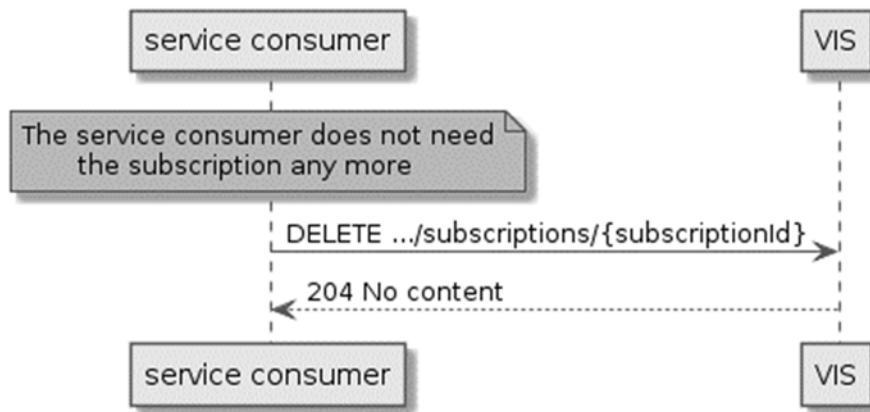 service consumer
VIS
The service consumer does not need
the subscription any more
DELETE .../subscriptions/{subscriptionId}
204 No content
service consumer
VIS